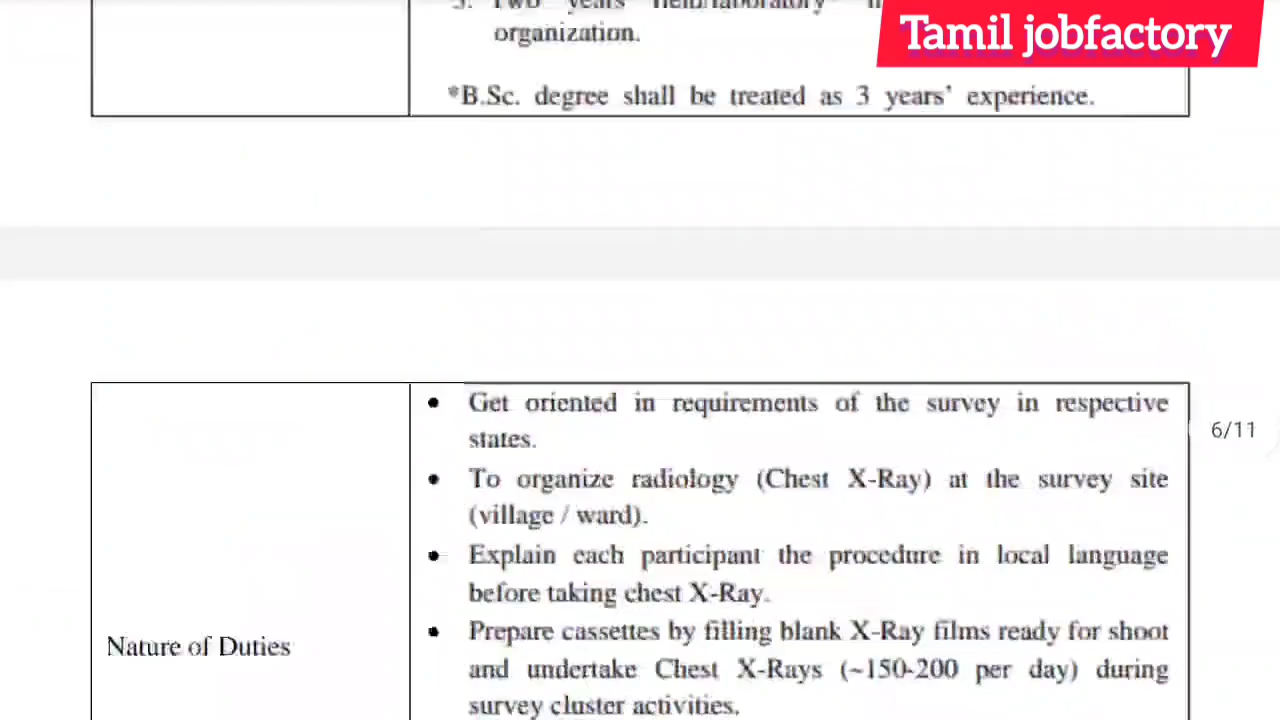 Tamil jobfactory
organization.
*B.Sc. degree shall be treated as 3 years’ experience.
Get oriented in requirements of the survey in respective
states.
6/11
To organize radiology (Chest X-Ray) at the survey site
(village / ward).
Explain each participant the procedure in local language
before taking chest X-Ray.
Nature of Duties
Prepare cassettes by filling blank X-Ray films ready for shoot
and undertake Chest X-Rays (~150-200 per day) during
survey cluster activities.